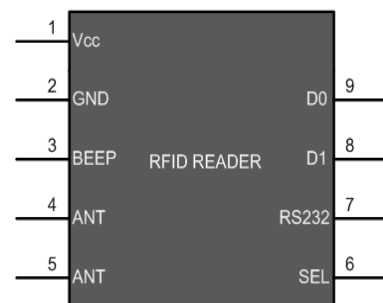 1 Vcc
2 GND D0 9
3 BEEP RFID READER D1 8
4 ANT RS232 7
5 ANT SEL 6